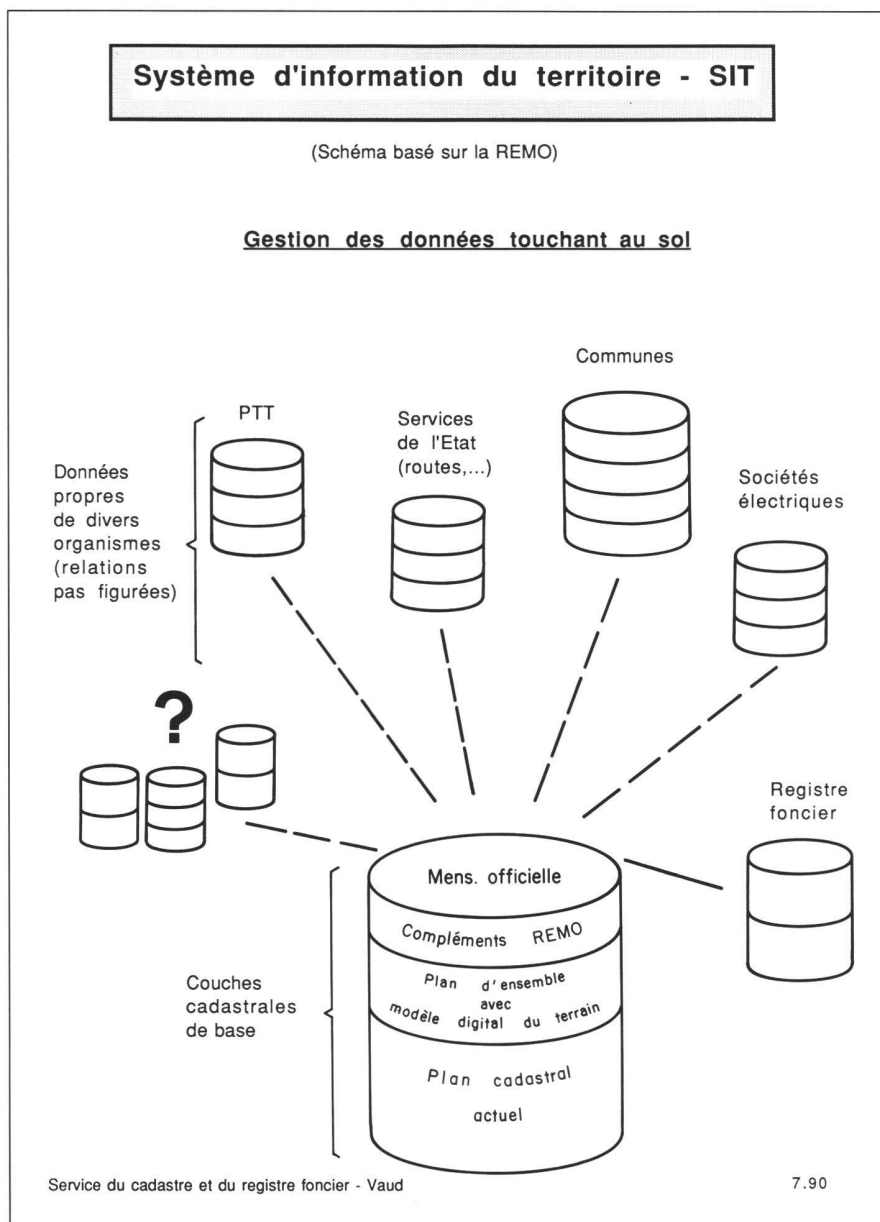 Système d'information du territoire - SIT
(Schéma basé sur la REMO)
Gestion des données touchant au sol
Communes
PTT
Services
de l'Etat
(routes,...)
Données
propres
de divers
organismes
(relations
pas figurées)
Sociétés
électriques
?
Registre
foncier
Mens. officielle
Compléments REMO
Plan d'ensemble
avec
modèle digital du terrain
Couches
cadastrales
de base
Plan cadastral
actuel
Service du cadastre et du registre foncier - Vaud
7.90